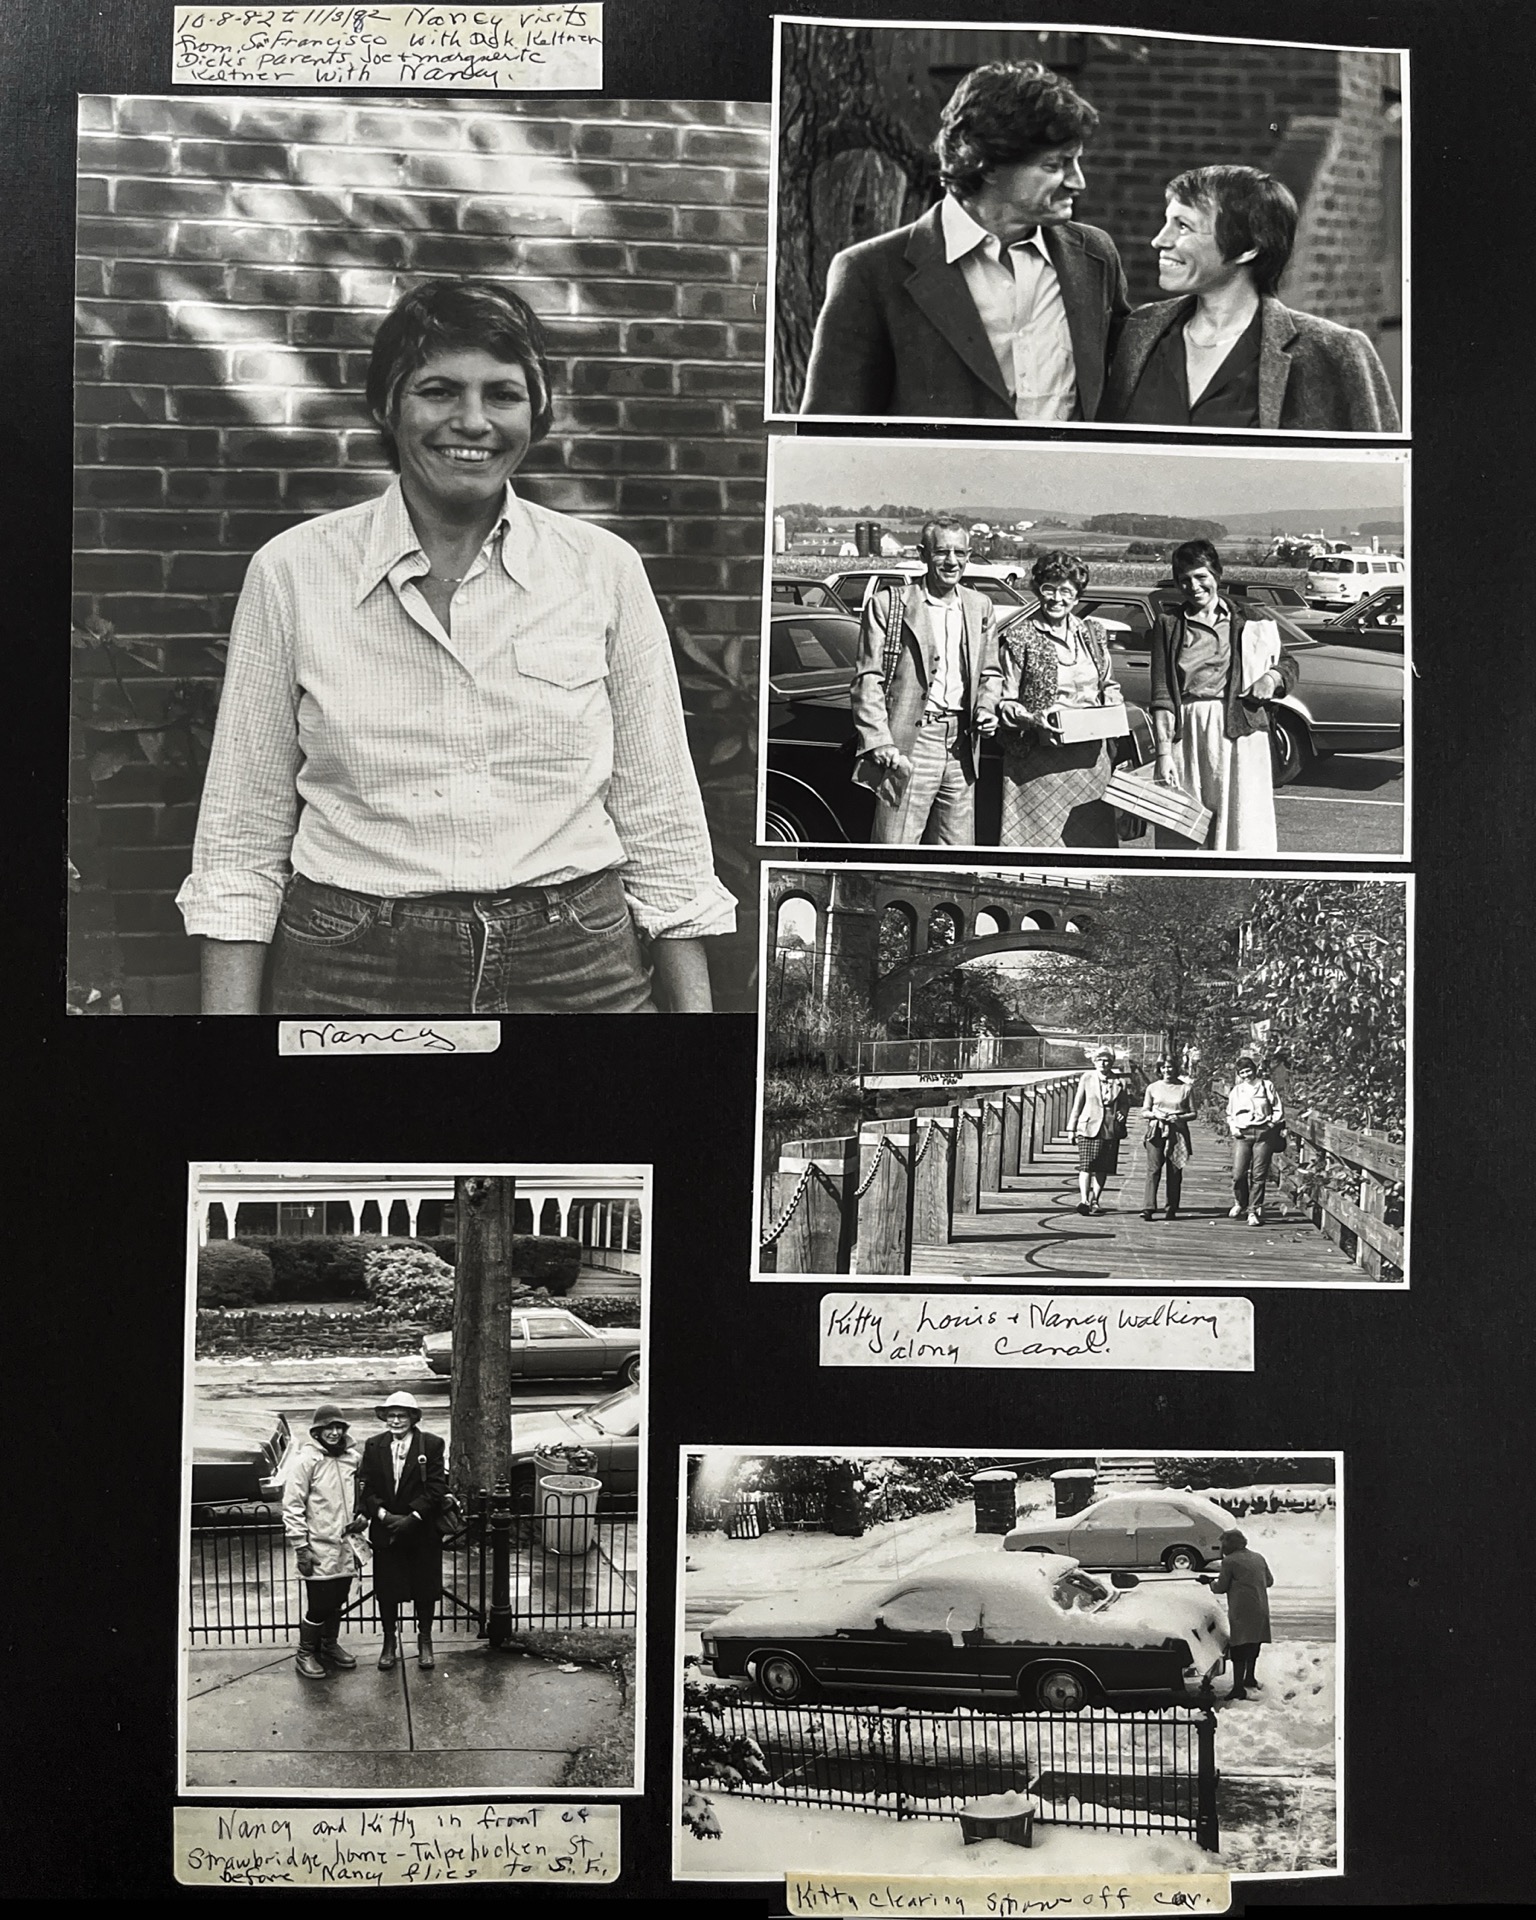 10-8-82 to 11/3/82 Nancy visits
from San Francisco with Dick Keltner
Dicks parents, Joe + Marguerite
Keltner with Nancy.
Nancy
Kitty, Louis + Nancy walking
along Canal.
Nancy and Kitty in front of
Strawbridge home - Tulpehocken St.
before Nancy flies to S.F.
Kitty clearing snow off car.